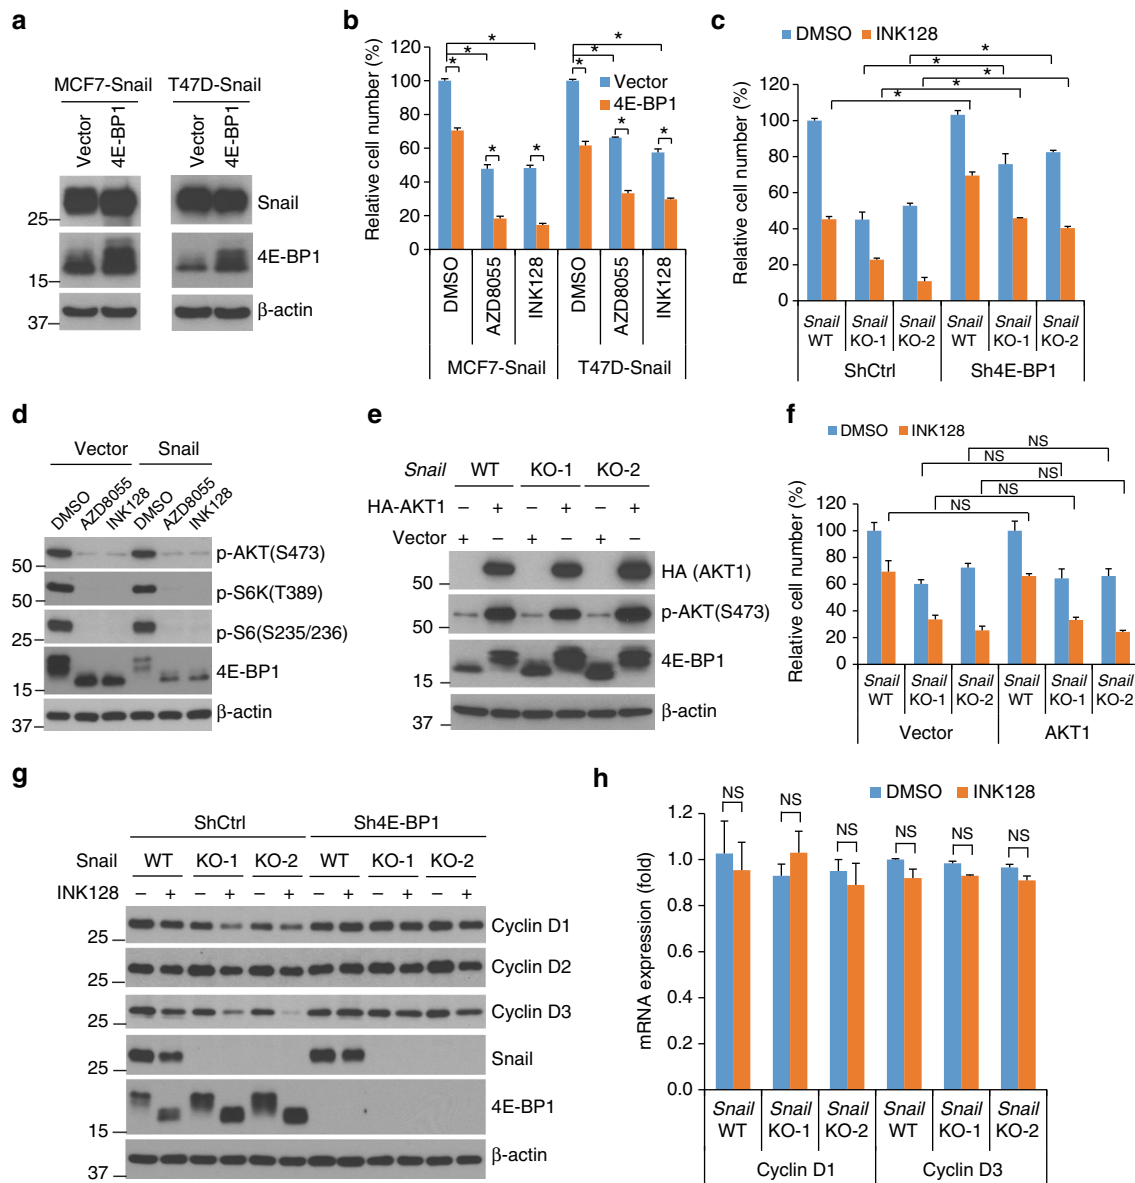 a
MCF7-Snail T47D-Snail
Vector 4E-BP1 Vector 4E-BP1
Snail
25
4E-BP1
15
β-actin
37
b
Relative cell number (%)
120
100
80
60
40
20
0
* * * * * * * * * *
Vector
4E-BP1
DMSO AZD8055 INK128 DMSO AZD8055 INK128
MCF7-Snail T47D-Snail
c
DMSO INK128
Relative cell number (%)
120
100
80
60
40
20
0
*
*
*
*
*
Snail WT Snail KO-1 Snail KO-2 Snail WT Snail KO-1 Snail KO-2
ShCtrl Sh4E-BP1
d
Vector Snail
DMSO AZD8055 INK128 DMSO AZD8055 INK128
p-AKT(S473)
50
p-S6K(T389)
50
p-S6(S235/236)
25
4E-BP1
15
β-actin
37
e
Snail WT KO-1 KO-2
HA-AKT1 – + – + – +
Vector + – + – + –
HA (AKT1)
50
p-AKT(S473)
50
4E-BP1
15
β-actin
37
f
DMSO INK128
Relative cell number (%)
120
100
80
60
40
20
0
NS
NS
NS
NS
NS
Snail WT Snail KO-1 Snail KO-2 Snail WT Snail KO-1 Snail KO-2
Vector AKT1
g
ShCtrl Sh4E-BP1
Snail WT KO-1 KO-2 WT KO-1 KO-2
INK128 – + – + – + – + – + – +
Cyclin D1
25
Cyclin D2
25
Cyclin D3
25
Snail
25
4E-BP1
15
β-actin
37
h
DMSO INK128
mRNA expression (fold)
1.2
1.0
0.8
0.6
0.4
0.2
0.0
NS NS NS NS NS NS
Snail WT Snail KO-1 Snail KO-2 Snail WT Snail KO-1 Snail KO-2
Cyclin D1 Cyclin D3